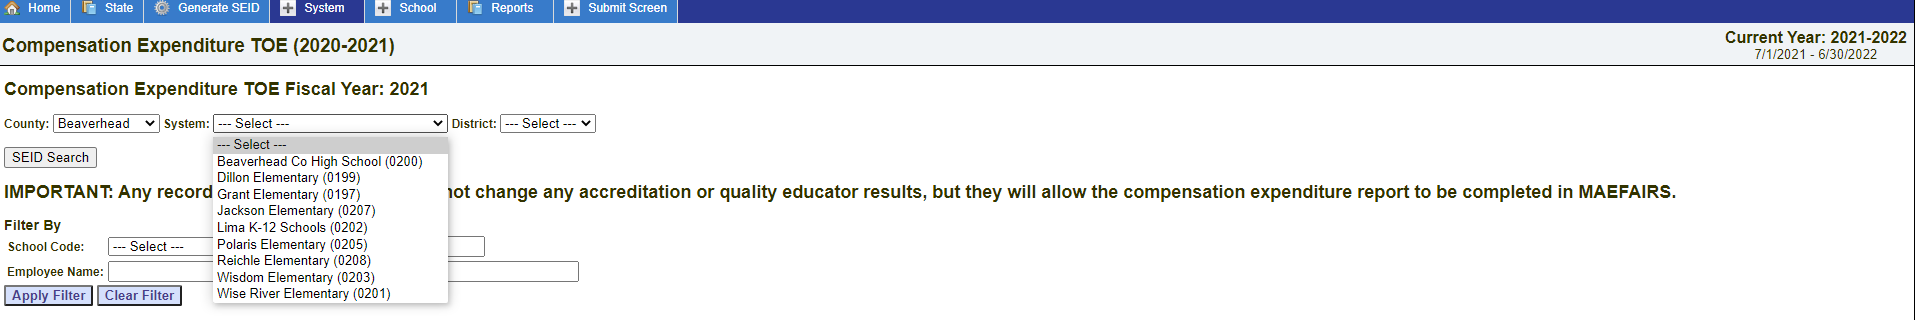 Home State Generate SEID System School Reports Submit Screen
Compensation Expenditure TOE (2020-2021)
Current Year: 2021-2022
7/1/2021 - 6/30/2022
Compensation Expenditure TOE Fiscal Year: 2021
County: Beaverhead System: --- Select --- District: --- Select ---
--- Select ---
Beaverhead Co High School (0200)
Dillon Elementary (0199)
Grant Elementary (0197)
Jackson Elementary (0207)
Lima K-12 Schools (0202)
Polaris Elementary (0205)
Reichle Elementary (0208)
Wisdom Elementary (0203)
Wise River Elementary (0201)
SEID Search
IMPORTANT: Any record not change any accreditation or quality educator results, but they will allow the compensation expenditure report to be completed in MAEFAIRS.
Filter By
School Code: --- Select ---
Employee Name:
Apply Filter Clear Filter